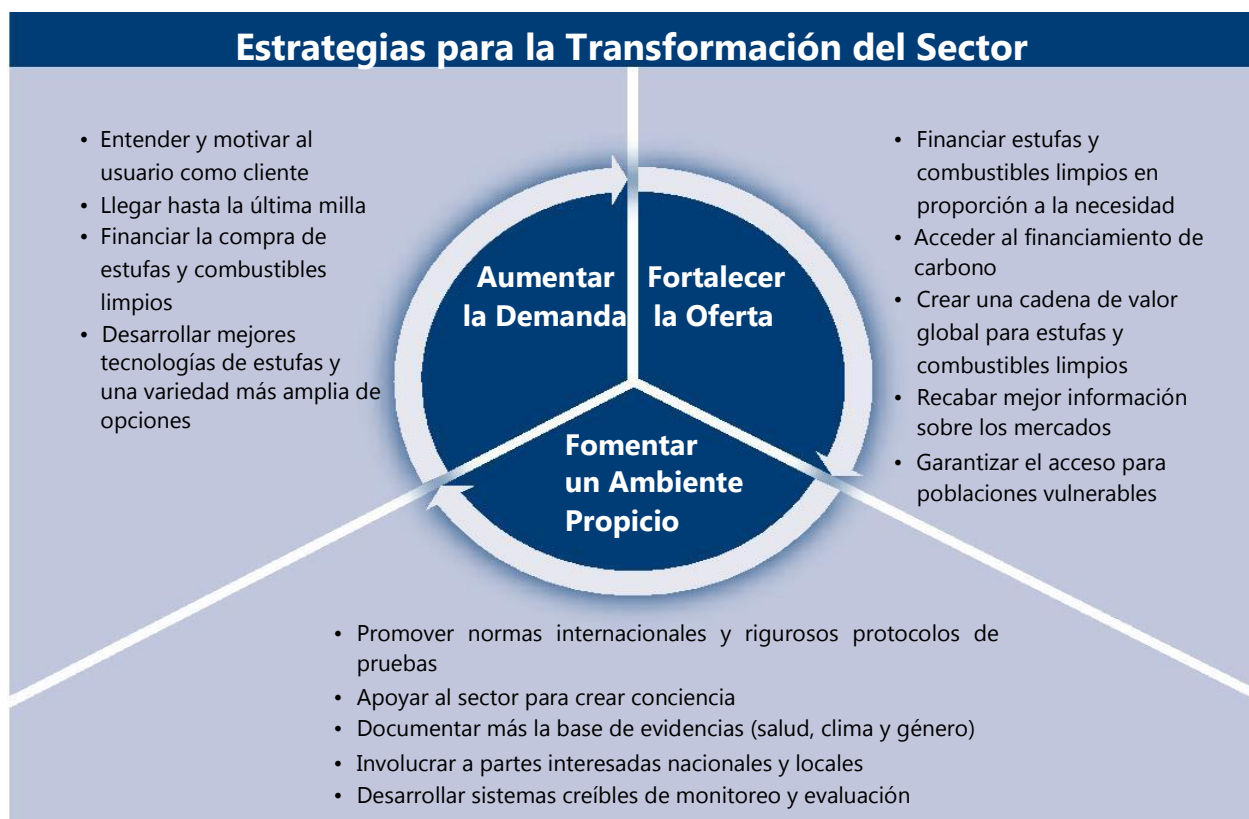 Estrategias para la Transformación del Sector
• Entender y motivar al
usuario como cliente
• Llegar hasta la última milla
• Financiar la compra de
estufas y combustibles
limpios
• Desarrollar mejores
tecnologías de estufas y
una variedad más amplia de
opciones
Aumentar
la Demanda
Fortalecer
la Oferta
• Financiar estufas y
combustibles limpios en
proporción a la necesidad
• Acceder al financiamiento de
carbono
• Crear una cadena de valor
global para estufas y
combustibles limpios
• Recabar mejor información
sobre los mercados
• Garantizar el acceso para
poblaciones vulnerables
Fomentar
un Ambiente
Propicio
• Promover normas internacionales y rigurosos protocolos de
pruebas
• Apoyar al sector para crear conciencia
• Documentar más la base de evidencias (salud, clima y género)
• Involucrar a partes interesadas nacionales y locales
• Desarrollar sistemas creíbles de monitoreo y evaluación